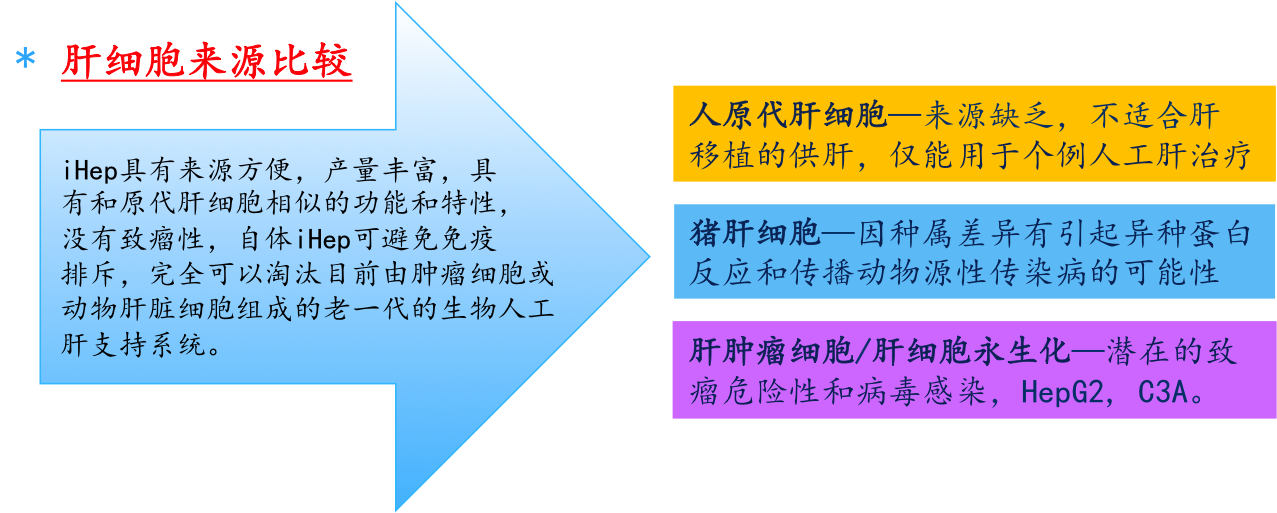 * 肝细胞来源比较
iHep具有来源方便，产量丰富，具
有和原代肝细胞相似的功能和特性，
没有致瘤性，自体iHep可避免免疫
排斥，完全可以淘汰目前由肿瘤细胞或
动物肝脏细胞组成的老一代的生物人工
肝支持系统。
人原代肝细胞—来源缺乏，不适合肝
移植的供肝，仅能用于个例人工肝治疗
猪肝细胞—因种属差异有引起异种蛋白
反应和传播动物源性传染病的可能性
肝肿瘤细胞/肝细胞永生化—潜在的致
瘤危险性和病毒感染，HepG2, C3A。